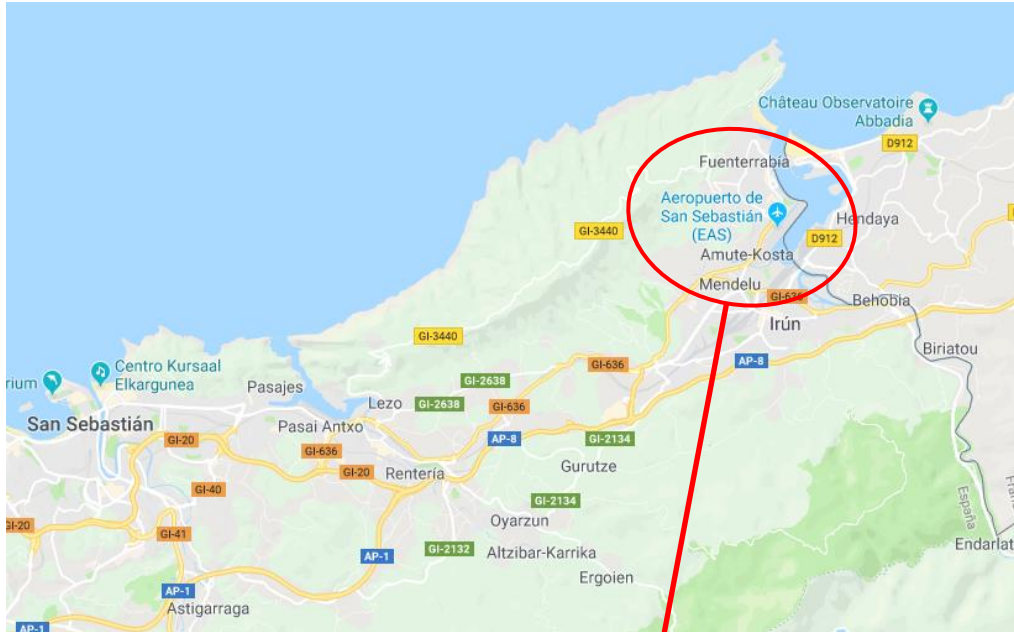 Château Observatoire
Abbadia
D912
Fuenterrabía
Aeropuerto de
San Sebastián
(EAS)
Hendaya
GI-3440
D912
Amute-Kosta
Mendelu
GI-636
Behobia
Irún
GI-3440
Biriatou
AP-8
GI-636
Centro Kursaal
Elkargunea
rium
Pasajes
GI-2638
Lezo
GI-2638
GI-636
San Sebastián
Pasai Antxo
GI-20
AP-8
GI-2134
GI-636
GI-20
Rentería
Gurutze
GI-40
GI-2134
España
GI-20
GI-41
Oyarzun
Endarlat
AP-1
GI-2132
Altzibar-Karrika
Ergoien
AP-1
Astigarraga
AP-1